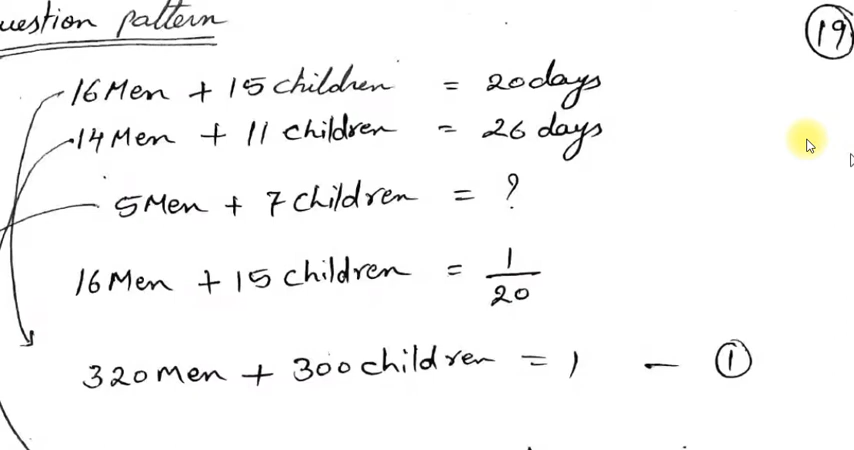 uestion pattern
19
16 Men + 15 children = 20 days
14 Men + 11 children = 26 days
5 Men + 7 children = ?
16 Men + 15 children = 1/20
320 men + 300 children = 1 — 1